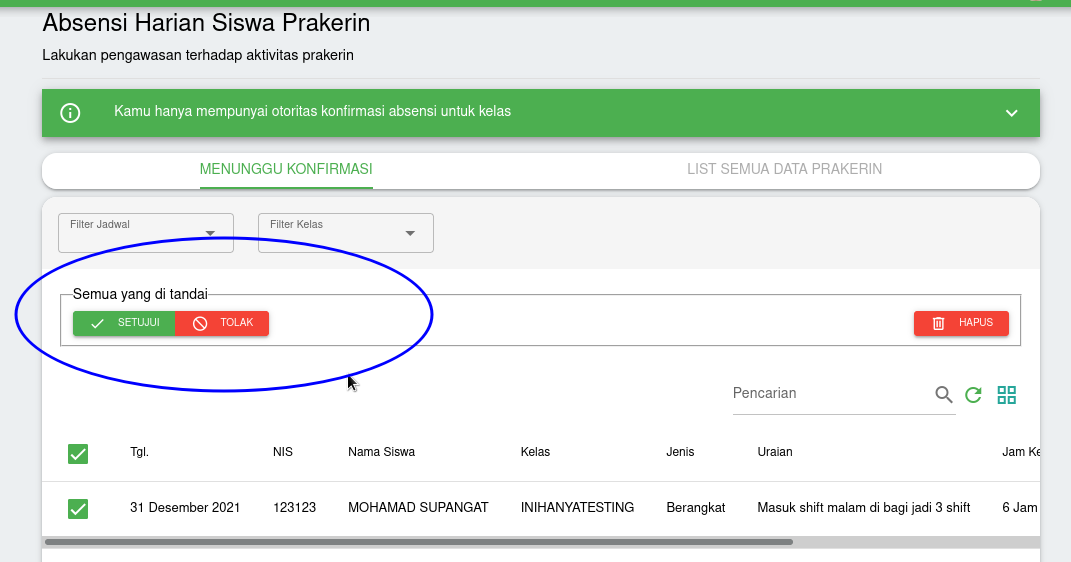 Absensi Harian Siswa Prakerin
Lakukan pengawasan terhadap aktivitas prakerin
Kamu hanya mempunyai otoritas konfirmasi absensi untuk kelas
MENUNGGU KONFIRMASI LIST SEMUA DATA PRAKERIN
Filter Jadwal Filter Kelas
Semua yang di tandai
SETUJUI TOLAK HAPUS
Pencarian
Tgl. NIS Nama Siswa Kelas Jenis Uraian Jam Ke
31 Desember 2021 123123 MOHAMAD SUPANGAT INIHANYATESTING Berangkat Masuk shift malam di bagi jadi 3 shift 6 Jam